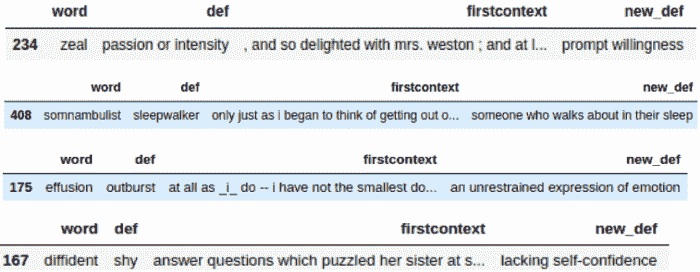 word def firstcontext new_def
234 zeal passion or intensity , and so delighted with mrs. weston ; and at l... prompt willingness
word def firstcontext new_def
408 somnambulist sleepwalker only just as i began to think of getting out o... someone who walks about in their sleep
word def firstcontext new_def
175 effusion outburst at all as _i_ do -- i have not the smallest do... an unrestrained expression of emotion
word def firstcontext new_def
167 diffident shy answer questions which puzzled her sister at s... lacking self-confidence